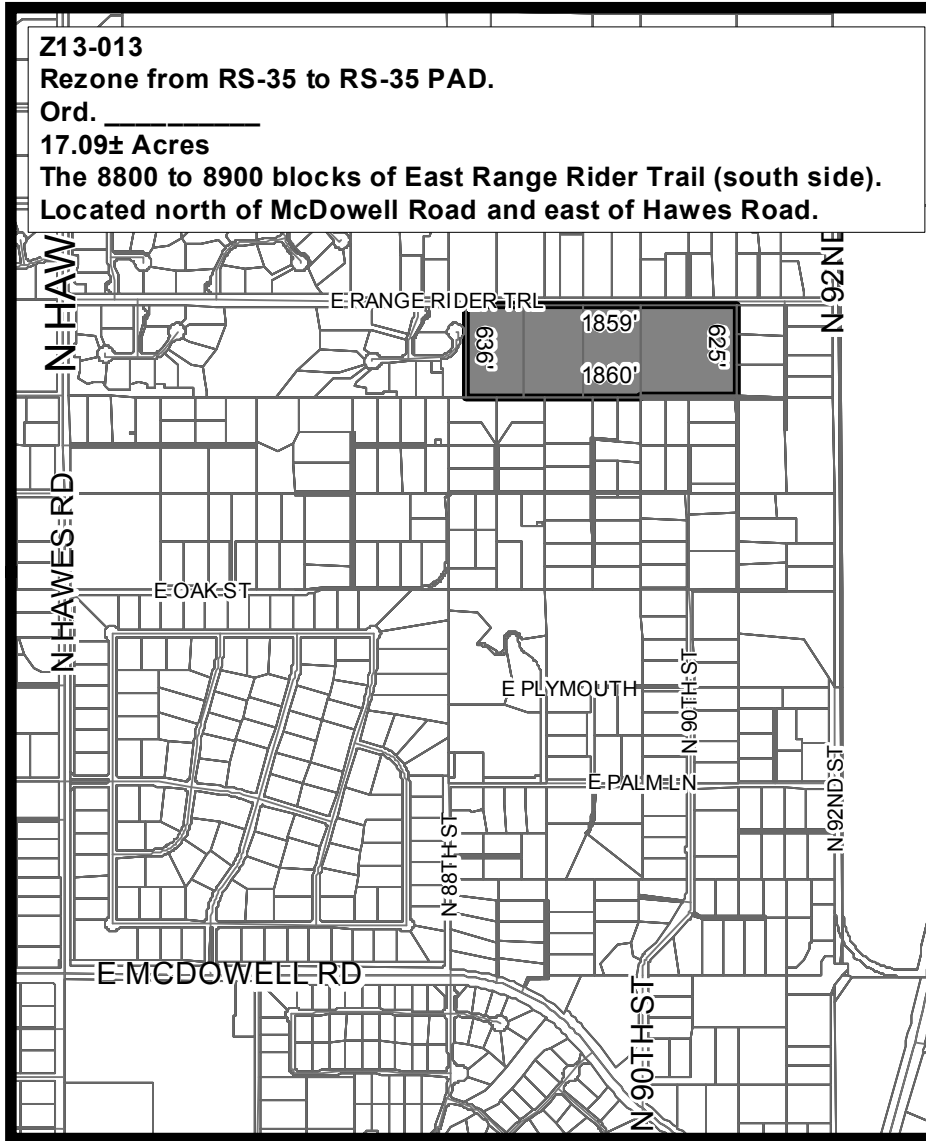 Z13-013
Rezone from RS-35 to RS-35 PAD.
Ord. __________
17.09± Acres
The 8800 to 8900 blocks of East Range Rider Trail (south side).
Located north of McDowell Road and east of Hawes Road.
N HAW
N 92NE
E RANGE RIDER TRL
1859'
636'
625'
1860'
N HAWES RD
E OAK ST
E PLYMOUTH
N 90TH ST
E PALM LN
N 92ND ST
N 88TH ST
E MCDOWELL RD
N 90TH ST